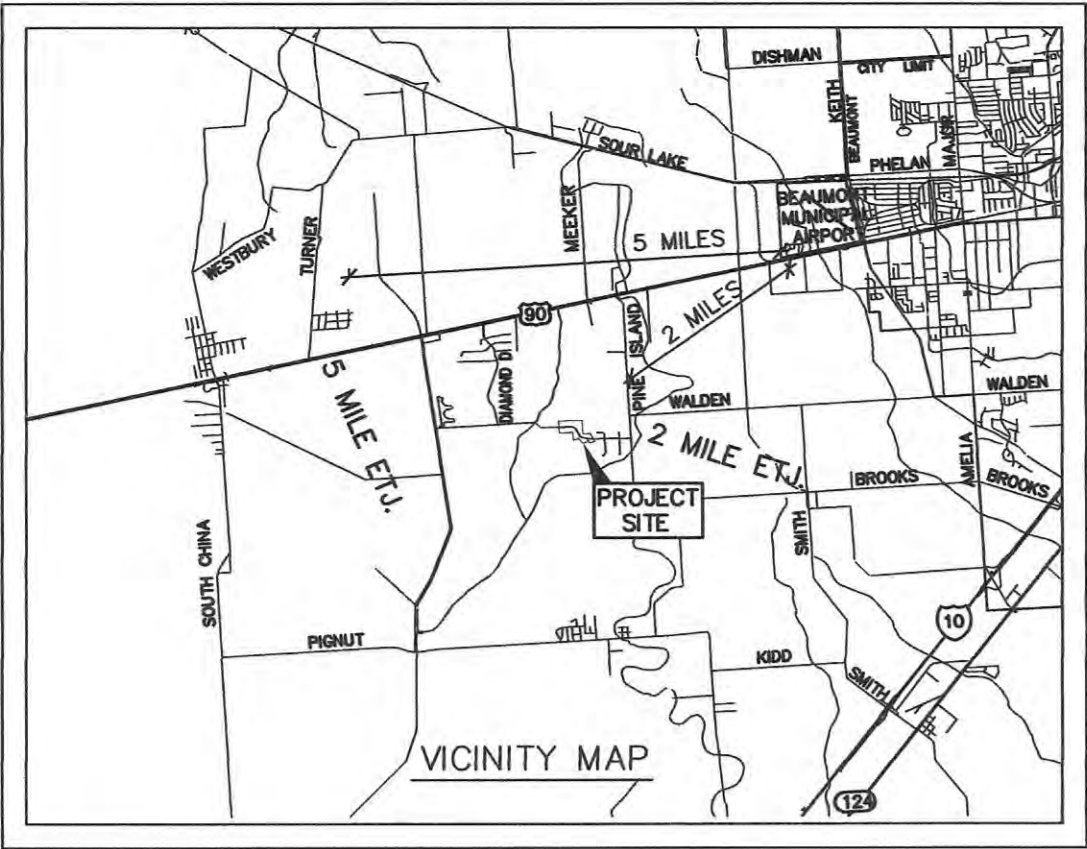 DISHMAN
CITY LIMIT
KEITH
BEAUMONT
MAJOR
PHELAN
SOUR LAKE
BEAUMONT
MUNICIPAL
AIRPORT
MEEKER
5 MILES
TURNER
WESTBURY
2 MILES
90
PINE ISLAND
DIAMOND D
5 MILE ETJ.
WALDEN
WALDEN
2 MILE ETJ.
BROOKS
AMELIA
BROOKS
PROJECT
SITE
SMITH
SOUTH CHINA
10
PIGNUT
KIDD
SMITH
VICINITY MAP
124